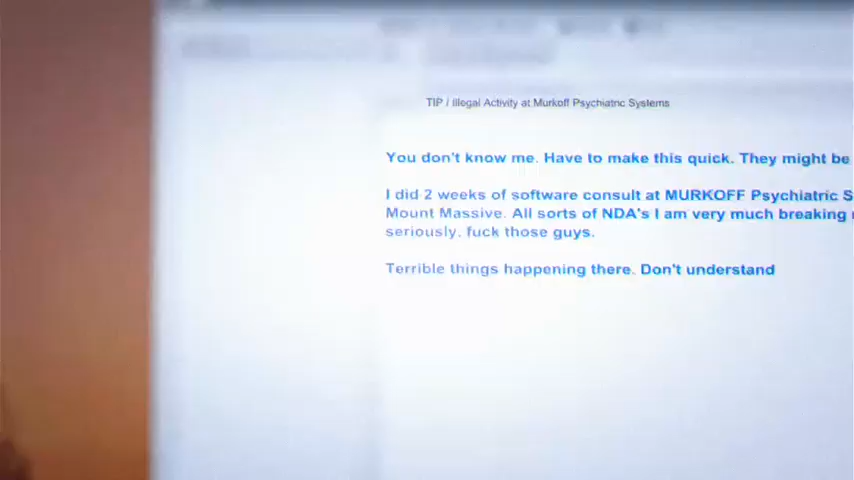 TIP / Illegal Activity at Murkoff Psychiatric Systems
You don't know me. Have to make this quick. They might be
I did 2 weeks of software consult at MURKOFF Psychiatric S
Mount Massive. All sorts of NDA's I am very much breaking
seriously, fuck those guys.
Terrible things happening there. Don't understand